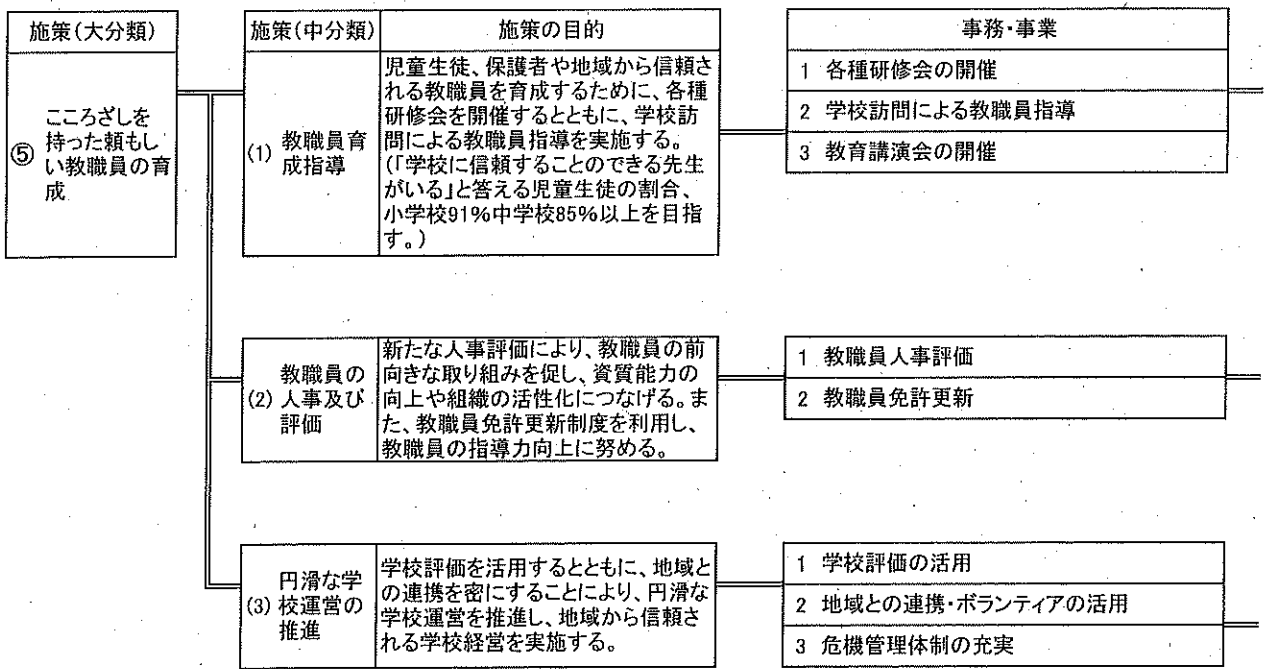 施策(大分類)
⑤ こころざしを
持った頼もし
い教職員の育
成
施策(中分類) 施策の目的
(1) 教職員育
成指導
児童生徒、保護者や地域から信頼さ
れる教職員を育成するために、各種
研修会を開催するとともに、学校訪
問による教職員指導を実施する。
(「学校に信頼することのできる先生
がいる」と答える児童生徒の割合、
小学校91%中学校85%以上を目指
す。)
事務・事業
1 各種研修会の開催
2 学校訪問による教職員指導
3 教育講演会の開催
(2) 教職員の
人事及び
評価
新たな人事評価により、教職員の前
向きな取り組みを促し、資質能力の
向上や組織の活性化につなげる。ま
た、教職員免許更新制度を利用し、
教職員の指導力向上に努める。
1 教職員人事評価
2 教職員免許更新
(3) 円滑な学
校運営の
推進
学校評価を活用するとともに、地域と
の連携を密にすることにより、円滑な
学校運営を推進し、地域から信頼さ
れる学校経営を実施する。
1 学校評価の活用
2 地域との連携・ボランティアの活用
3 危機管理体制の充実